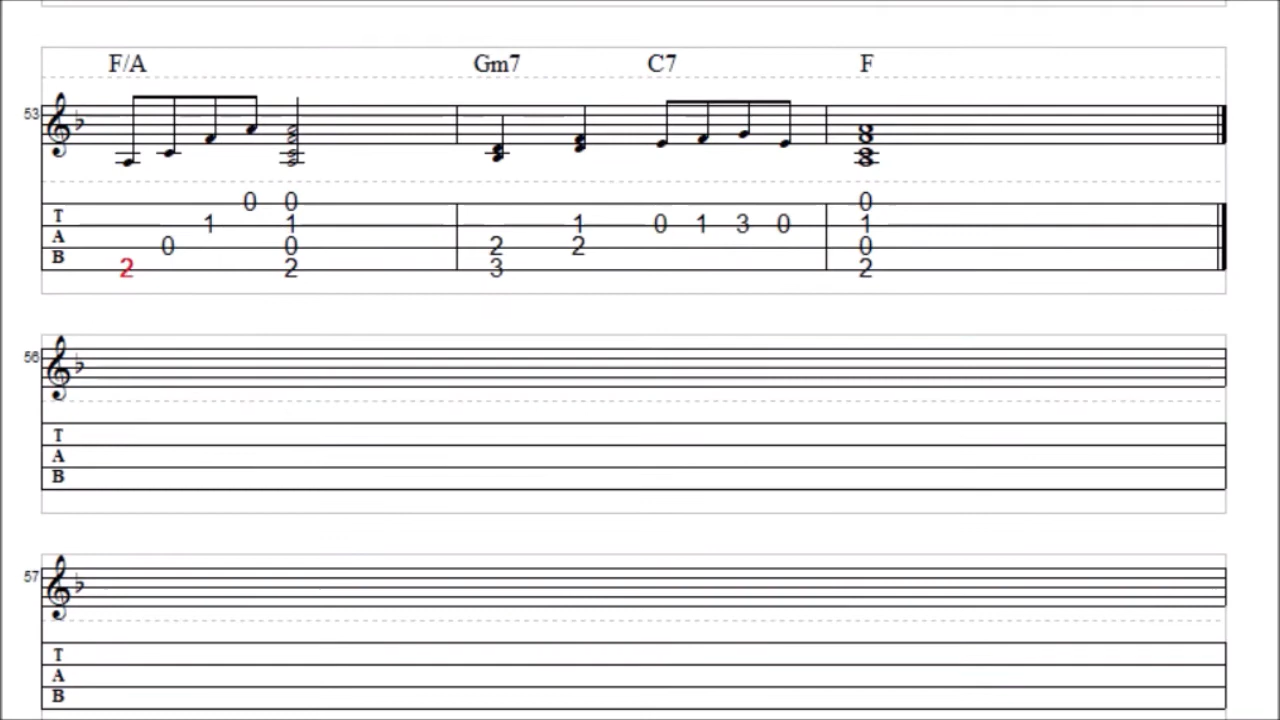 F/A Gm7 C7 F
53
0 0 0
T 1 1 1 0 1 3 0 1
A 0 0 2 2 0
B 2 2 3 2
56
T
A
B
57
T
A
B